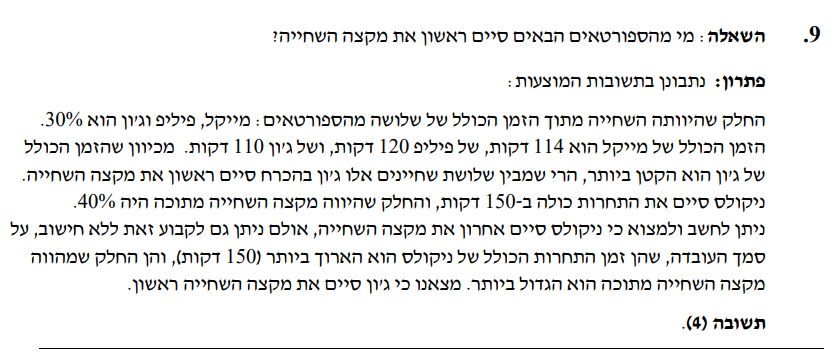 9. השאלה: מי מהספורטאים הבאים סיים ראשון את מקצה השחייה?
פתרון: נתבונן בתשובות המוצעות:
החלק שהיוותה השחייה מתוך הזמן הכולל של שלושה מהספורטאים: מייקל, פיליפ וג'ון הוא 30%.
הזמן הכולל של מייקל הוא 114 דקות, של פיליפ 120 דקות, ושל ג'ון 110 דקות. מכיוון שהזמן הכולל
של ג'ון הוא הקטן ביותר, הרי שמבין שלושת שחיינים אלו ג'ון בהכרח סיים ראשון את מקצה השחייה.
ניקולס סיים את התחרות כולה ב-150 דקות, והחלק שהיווה מקצה השחייה מתוכה היה 40%.
ניתן לחשב ולמצוא כי ניקולס סיים אחרון את מקצה השחייה, אולם ניתן גם לקבוע זאת ללא חישוב, על
סמך העובדה, שהן זמן התחרות הכולל של ניקולס הוא הארוך ביותר (150 דקות), והן החלק שמהווה
מקצה השחייה מתוכה הוא הגדול ביותר. מצאנו כי ג'ון סיים את מקצה השחייה ראשון.
תשובה (4).